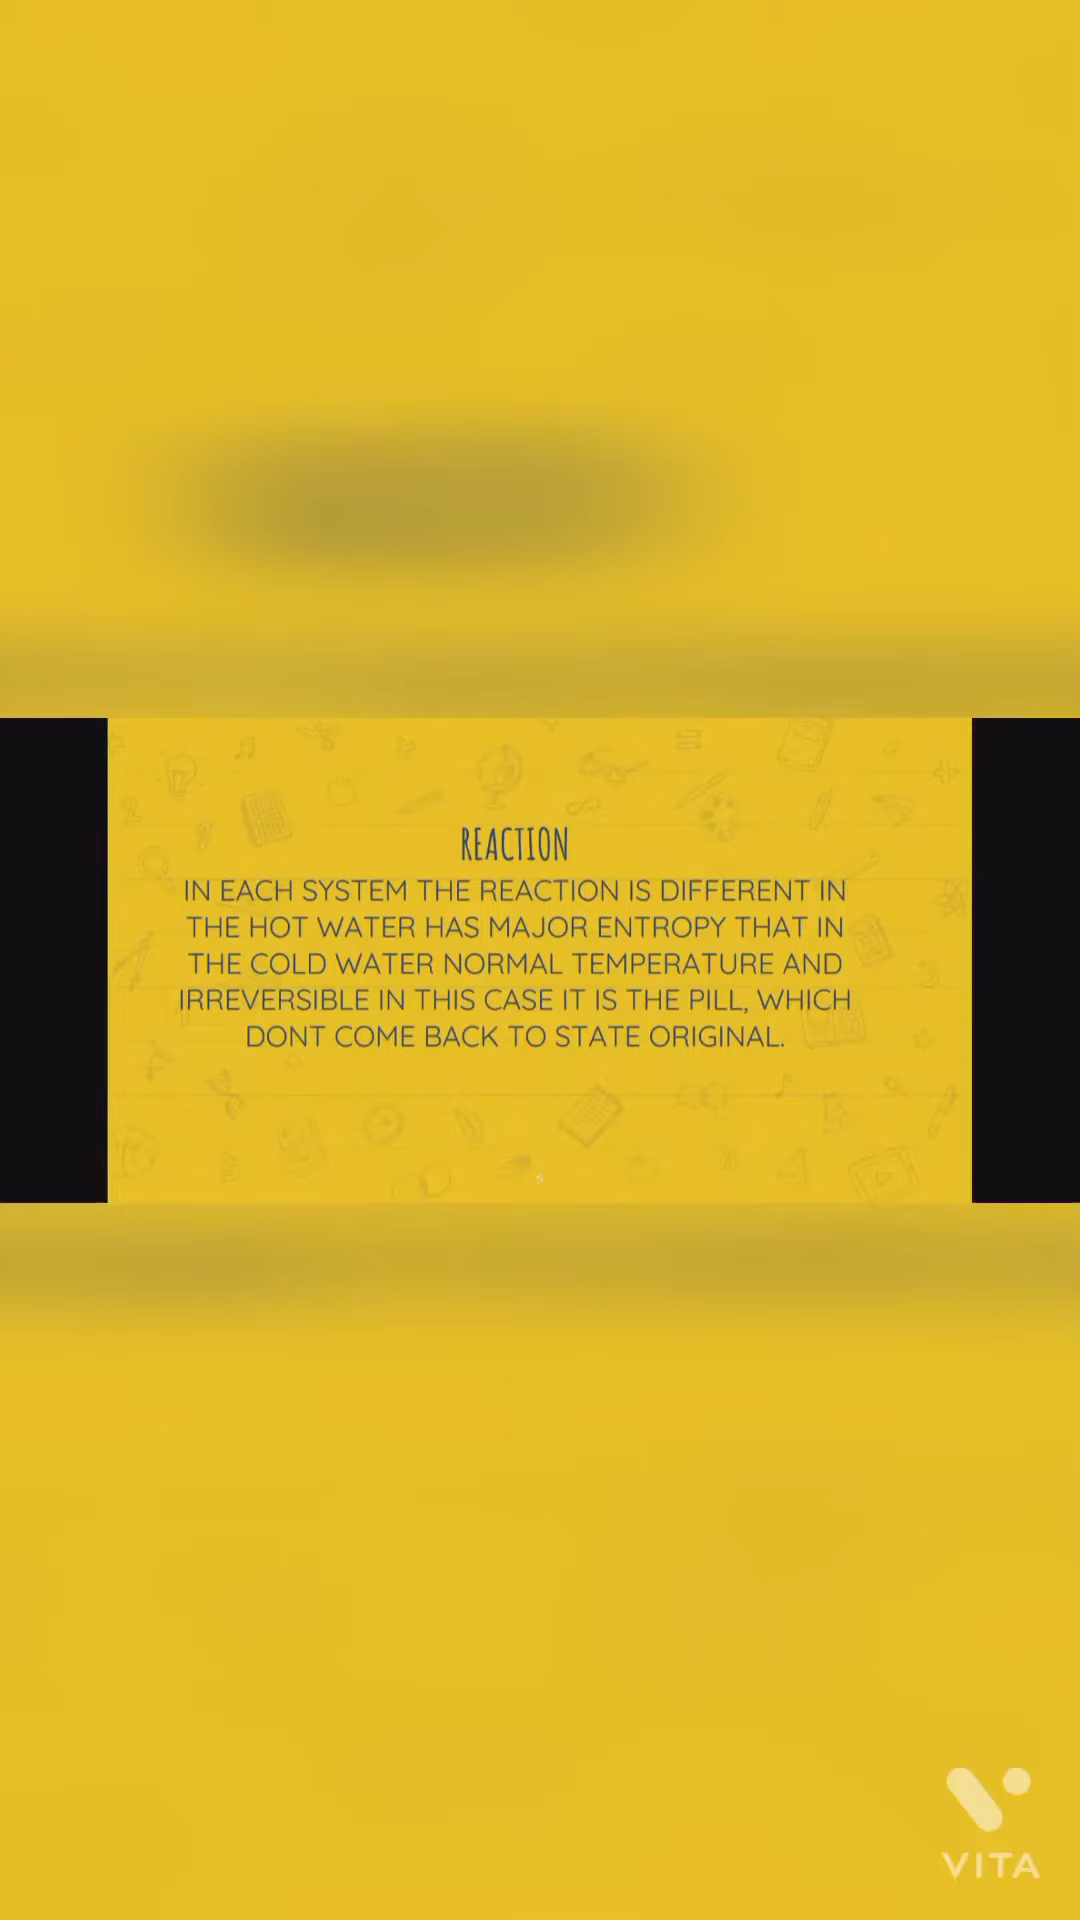 REACTION
IN EACH SYSTEM THE REACTION IS DIFFERENT IN
THE HOT WATER HAS MAJOR ENTROPY THAT IN
THE COLD WATER NORMAL TEMPERATURE AND
IRREVERSIBLE IN THIS CASE IT IS THE PILL, WHICH
DONT COME BACK TO STATE ORIGINAL.
VITA